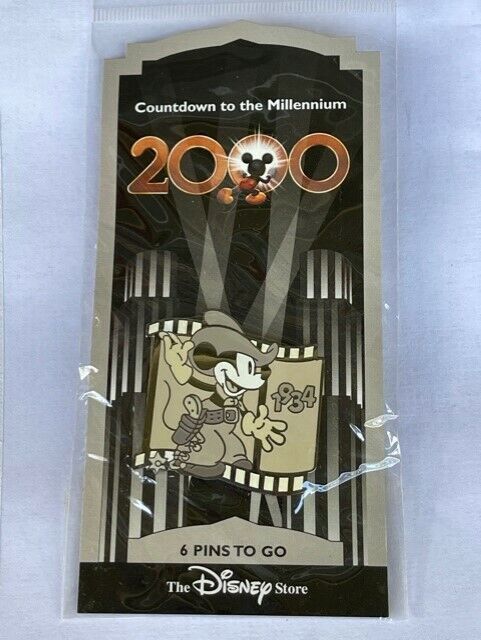 Countdown to the Millennium
2000
1934
6 PINS TO GO
The Disney Store